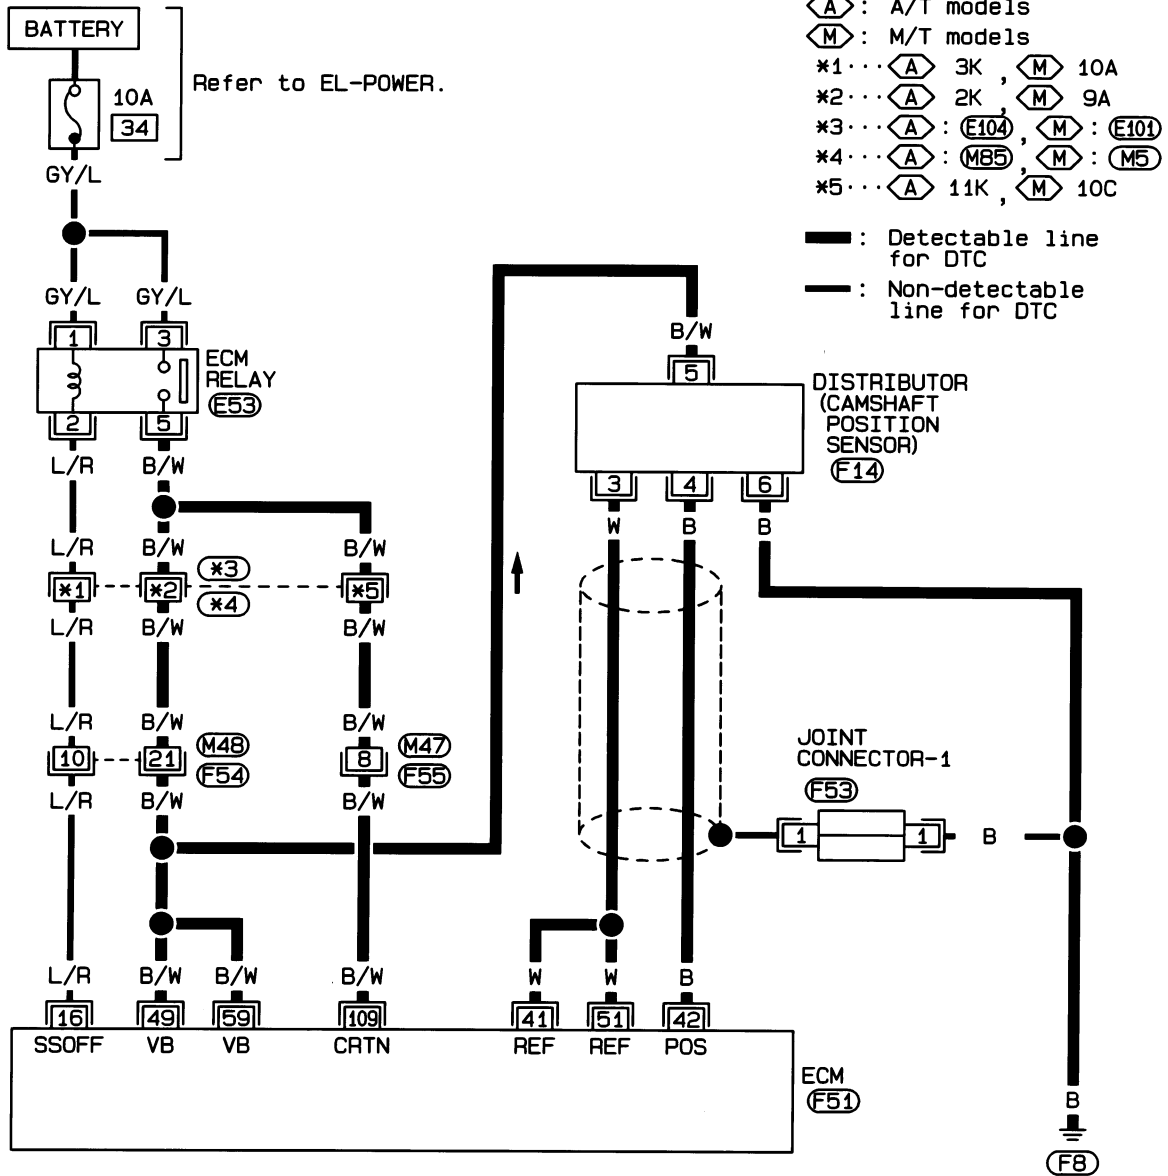 BATTERY
Refer to EL-POWER.
10A
34
GY/L
A : A/T models
M : M/T models
*1··· A 3K , M 10A
*2··· A 2K , M 9A
*3··· A : E104 , M : E101
*4··· A : M85 , M : M5
*5··· A 11K , M 10C
: Detectable line
for DTC
: Non-detectable
line for DTC
GY/L GY/L
1 3
ECM
RELAY
E53
2 5
L/R B/W
B/W
5
DISTRIBUTOR
(CAMSHAFT
POSITION
SENSOR)
F14
3 4 6
W B B
L/R B/W B/W
*1 *2 *3 *5
*4
L/R B/W B/W
L/R B/W B/W
10 21 M48 8 M47
F54 F55
L/R B/W B/W
JOINT
CONNECTOR-1
F53
1 1 B
L/R B/W B/W B/W W W B
16 49 59 109 41 51 42
SSOFF VB VB CRTN REF REF POS
ECM
F51
B
F8